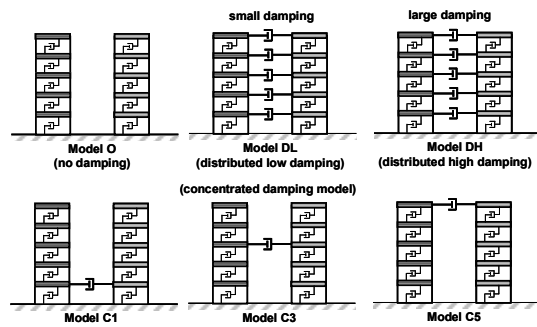 small damping
large damping
Model O
(no damping)
Model DL
(distributed low damping)
Model DH
(distributed high damping)
(concentrated damping model)
Model C1
Model C3
Model C5